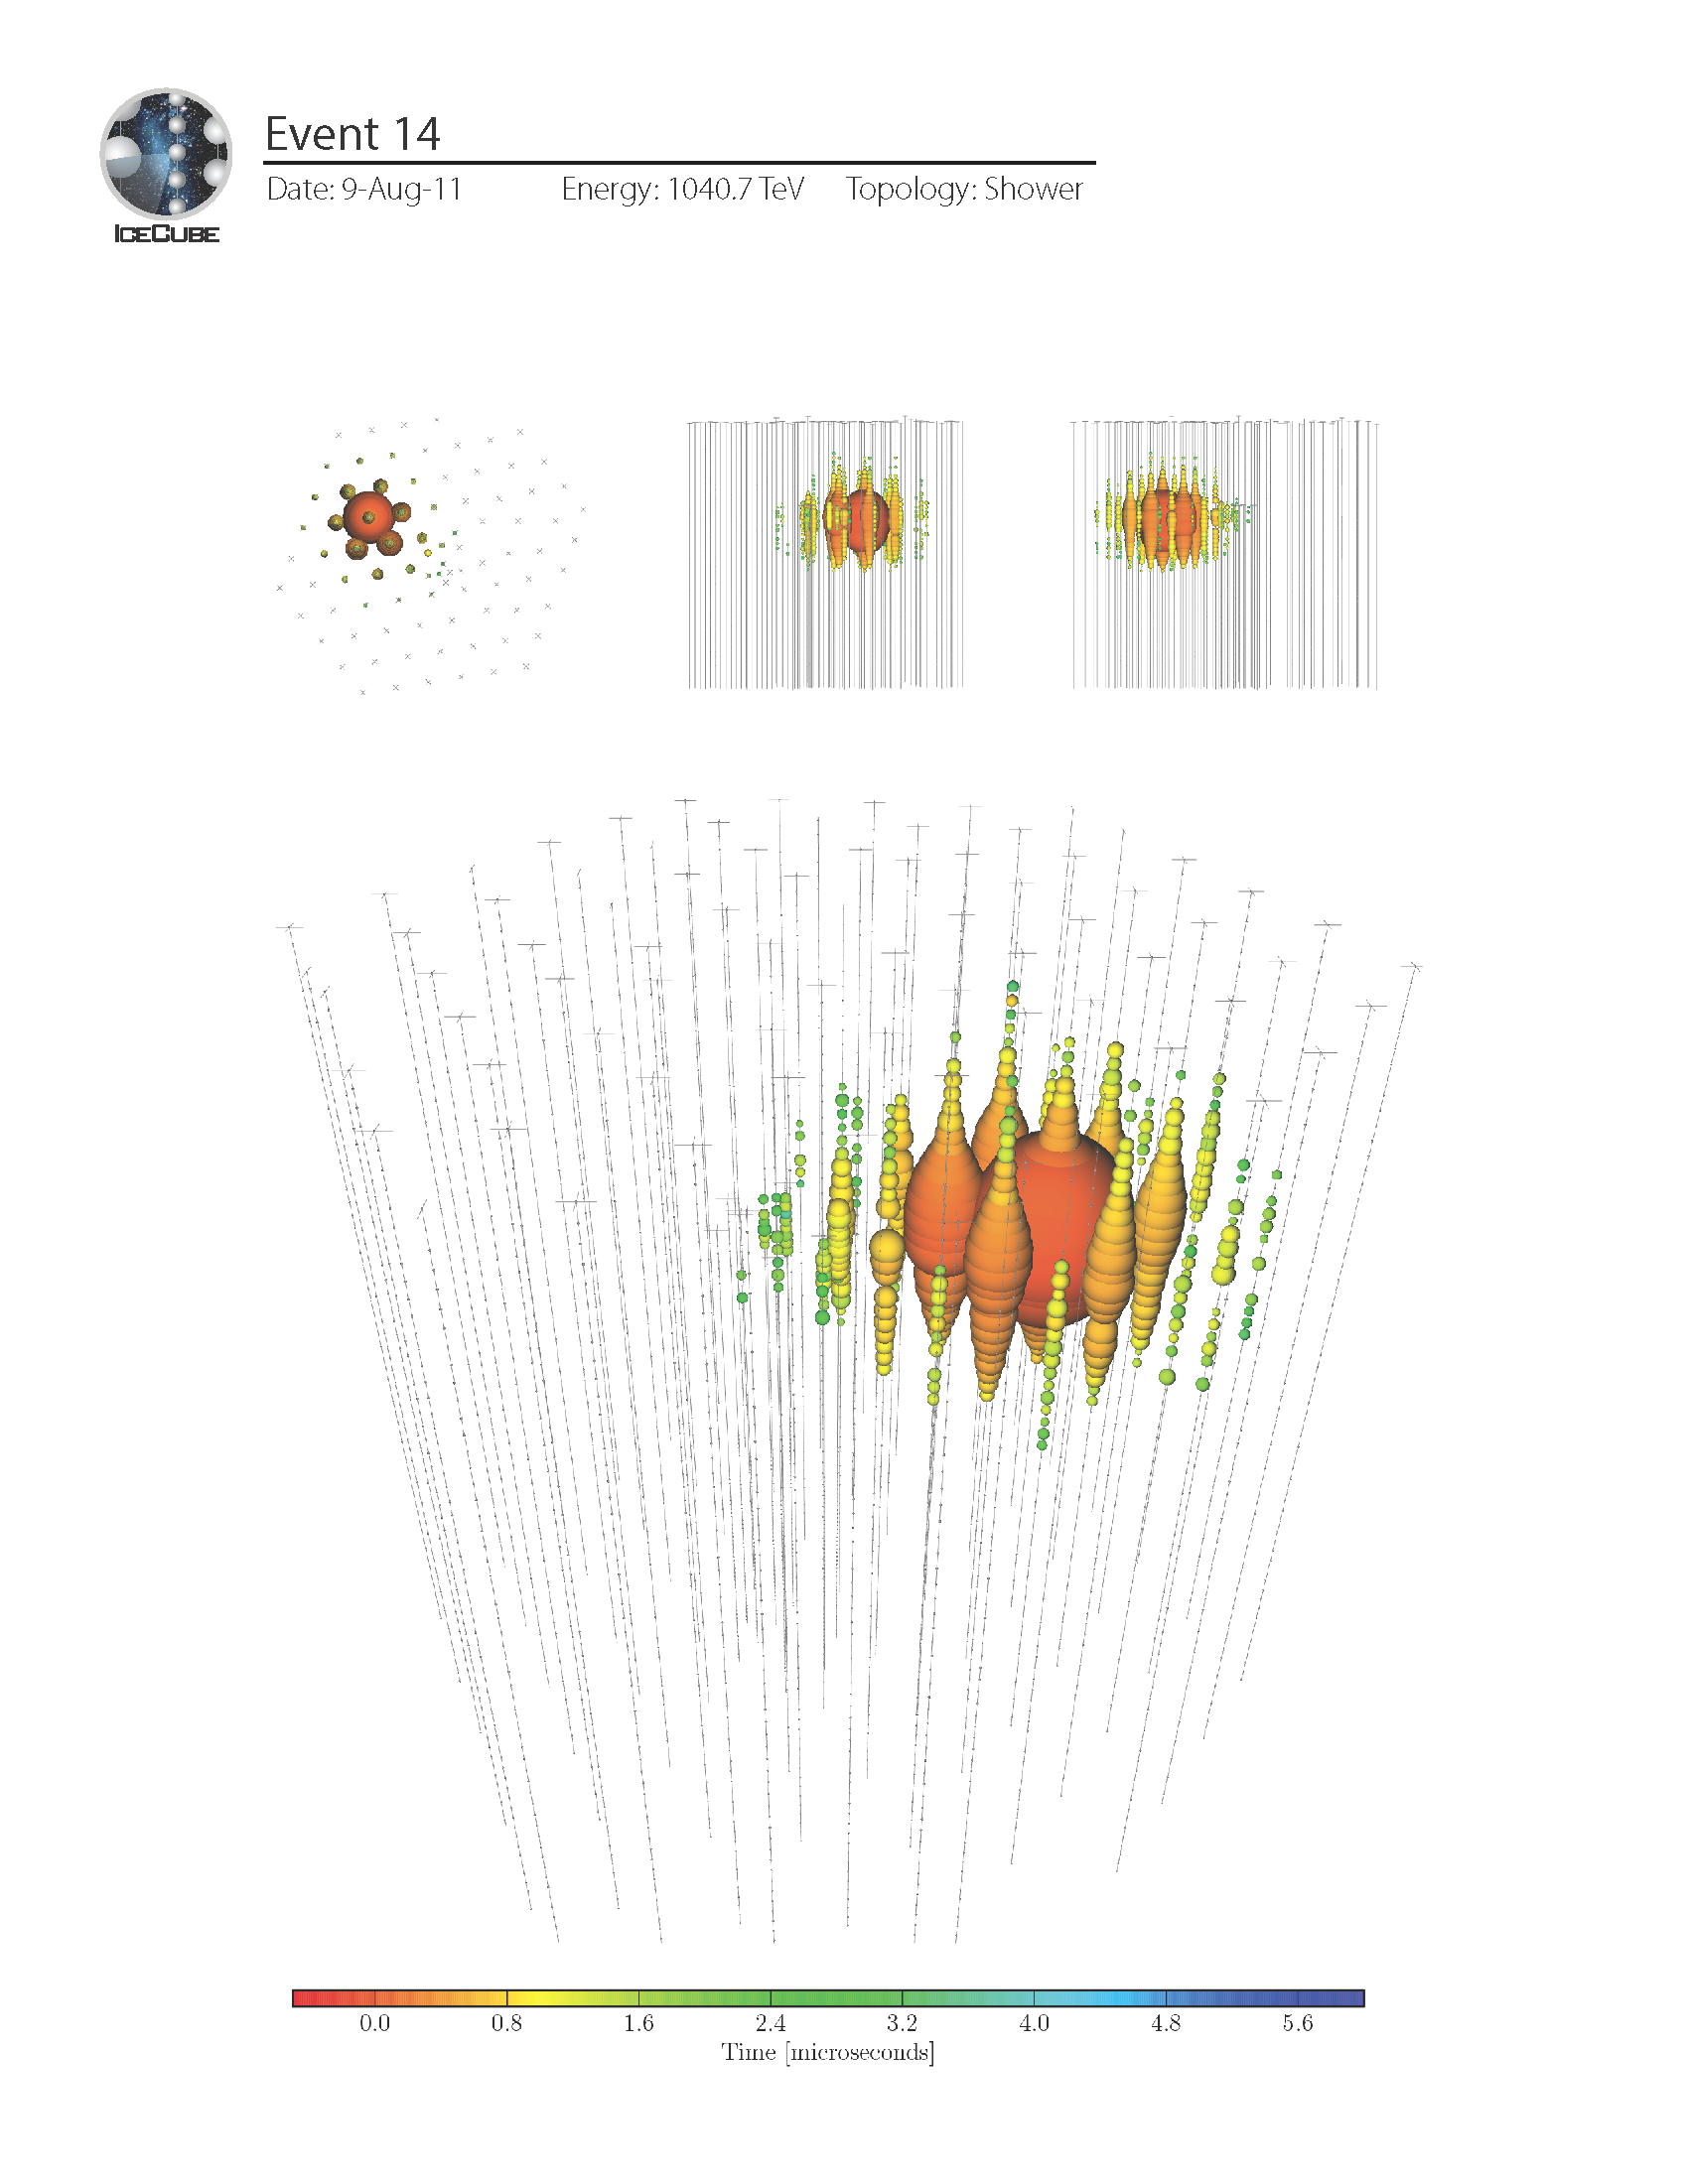 Event 14
Date: 9-Aug-11 Energy: 1040.7 TeV Topology: Shower
ICECUBE
0.0 0.8 1.6 2.4 3.2 4.0 4.8 5.6
Time [microseconds]